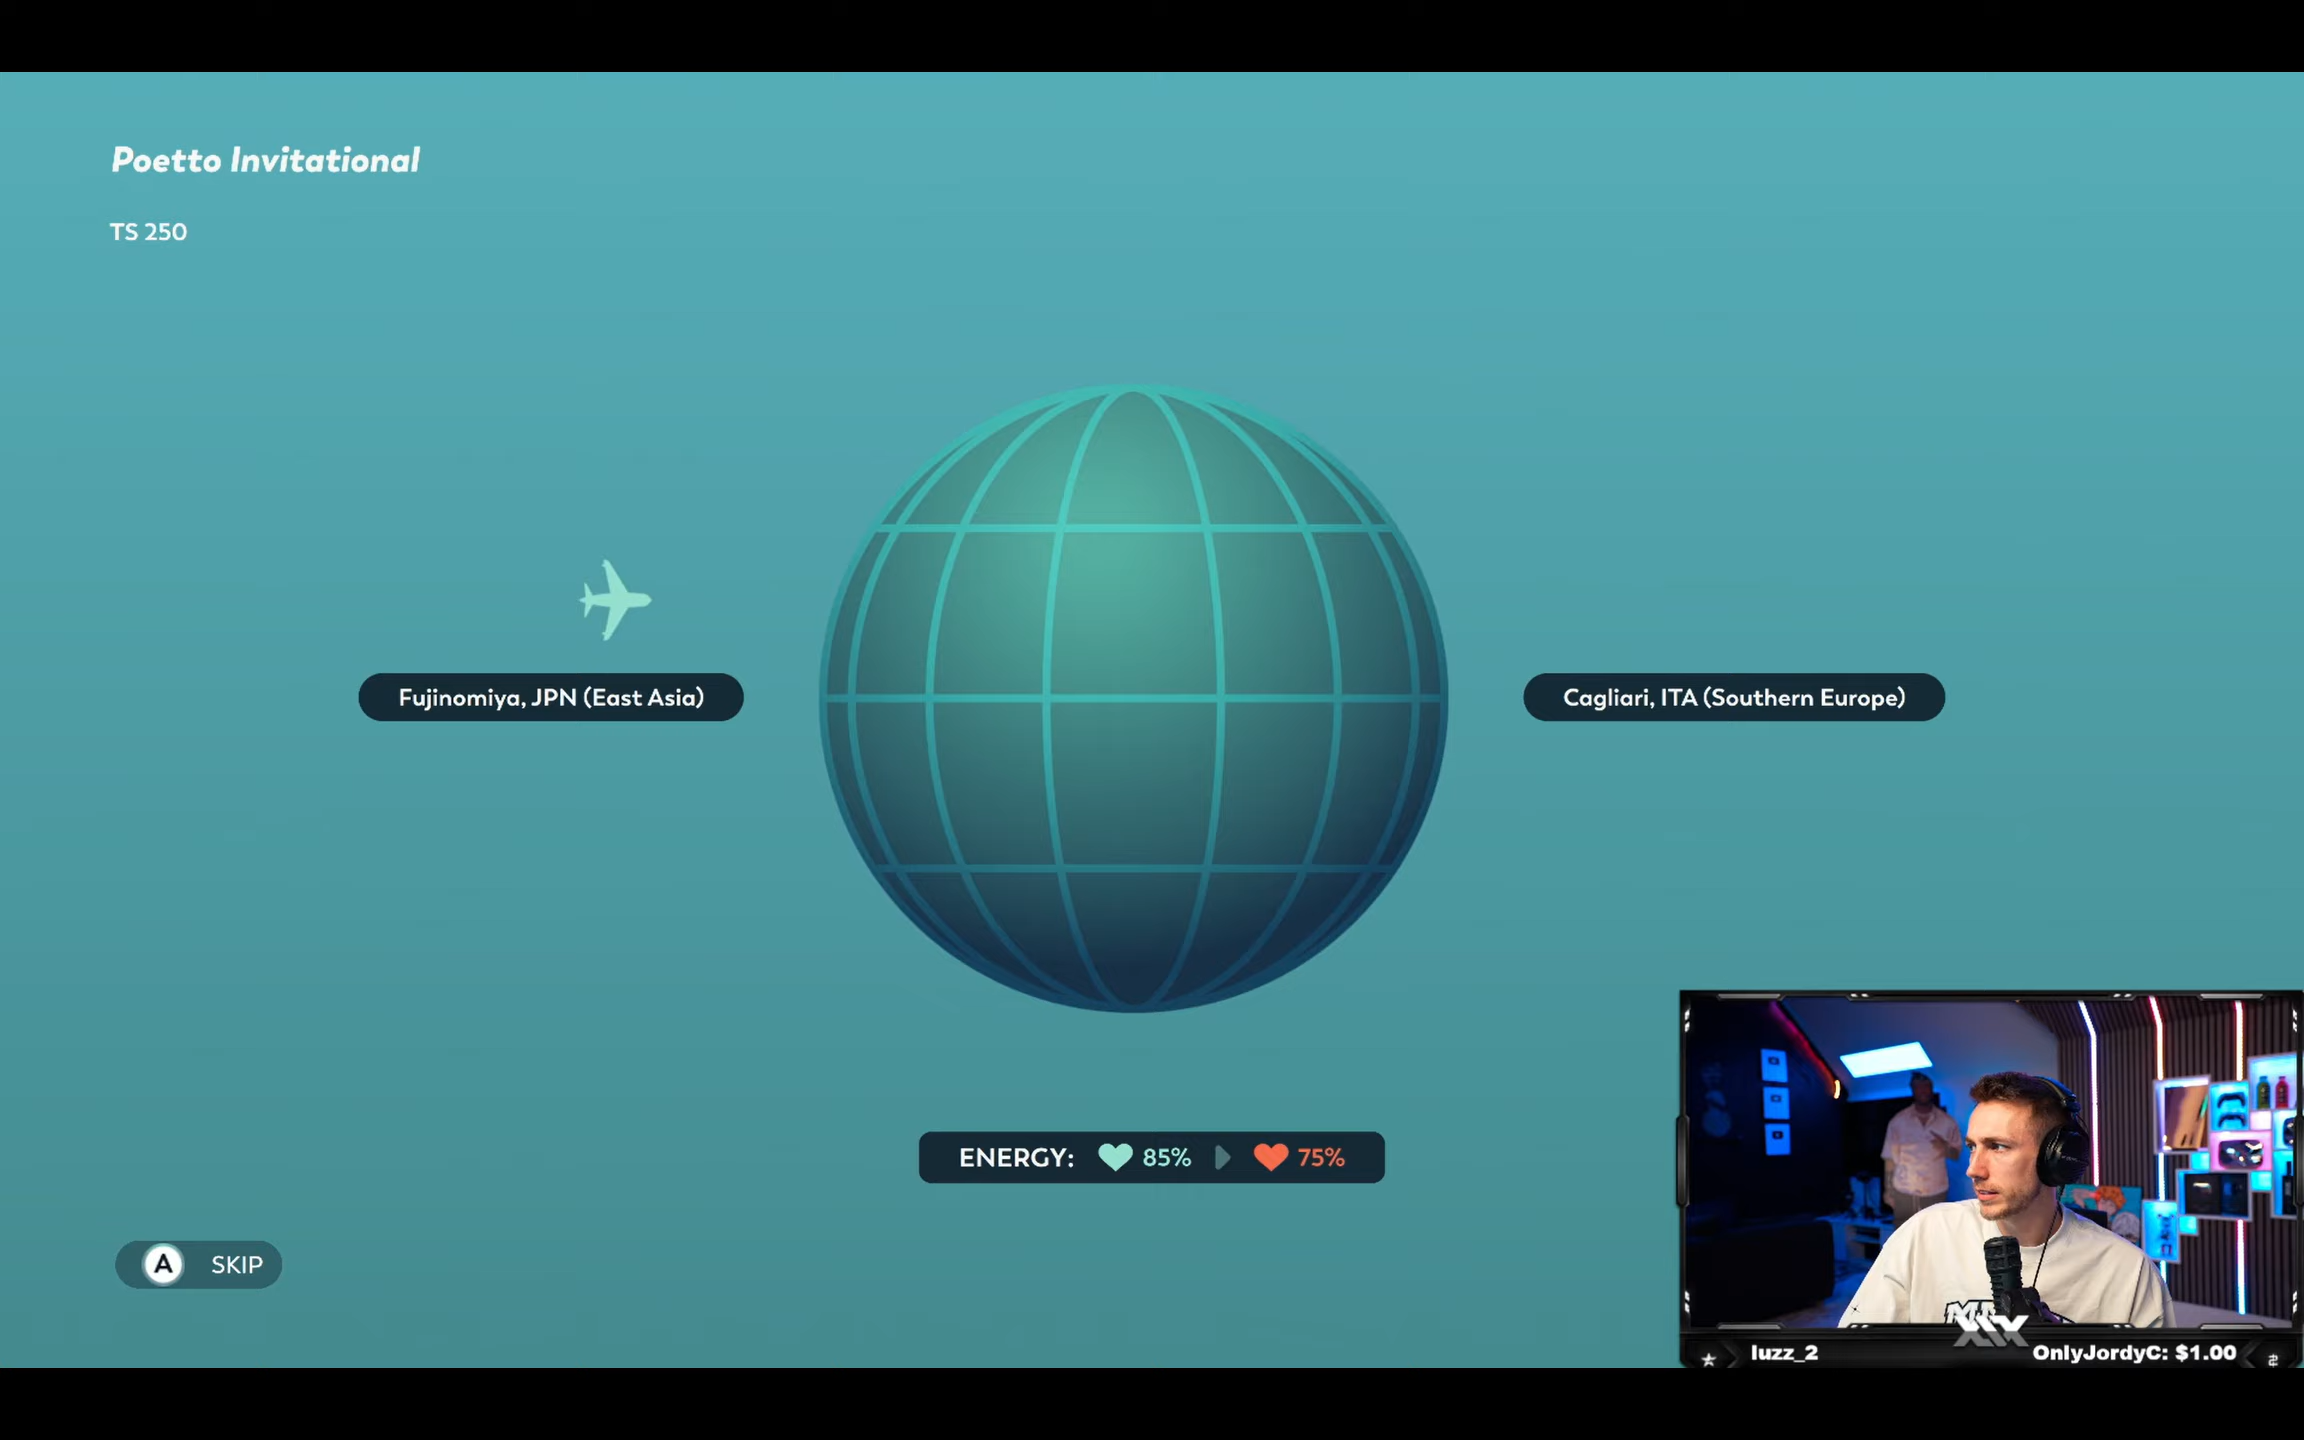 Poetto Invitational
TS 250
Fujinomiya, JPN (East Asia)
Cagliari, ITA (Southern Europe)
ENERGY: 85% 75%
A SKIP
luzz_2
OnlyJordyC: $1.00